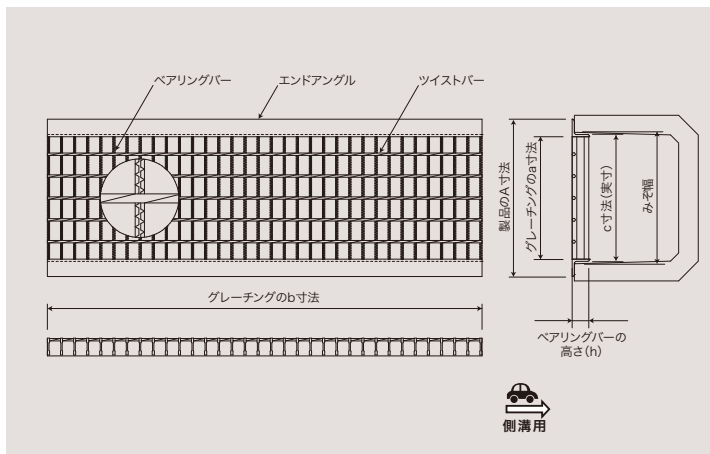 ベアリングバー
エンドアングル
ツイストバー
製品のA寸法
グレーチングのa寸法
c寸法(実寸)
みぞ幅
グレーチングのb寸法
ベアリングバーの
高さ(h)
側溝用